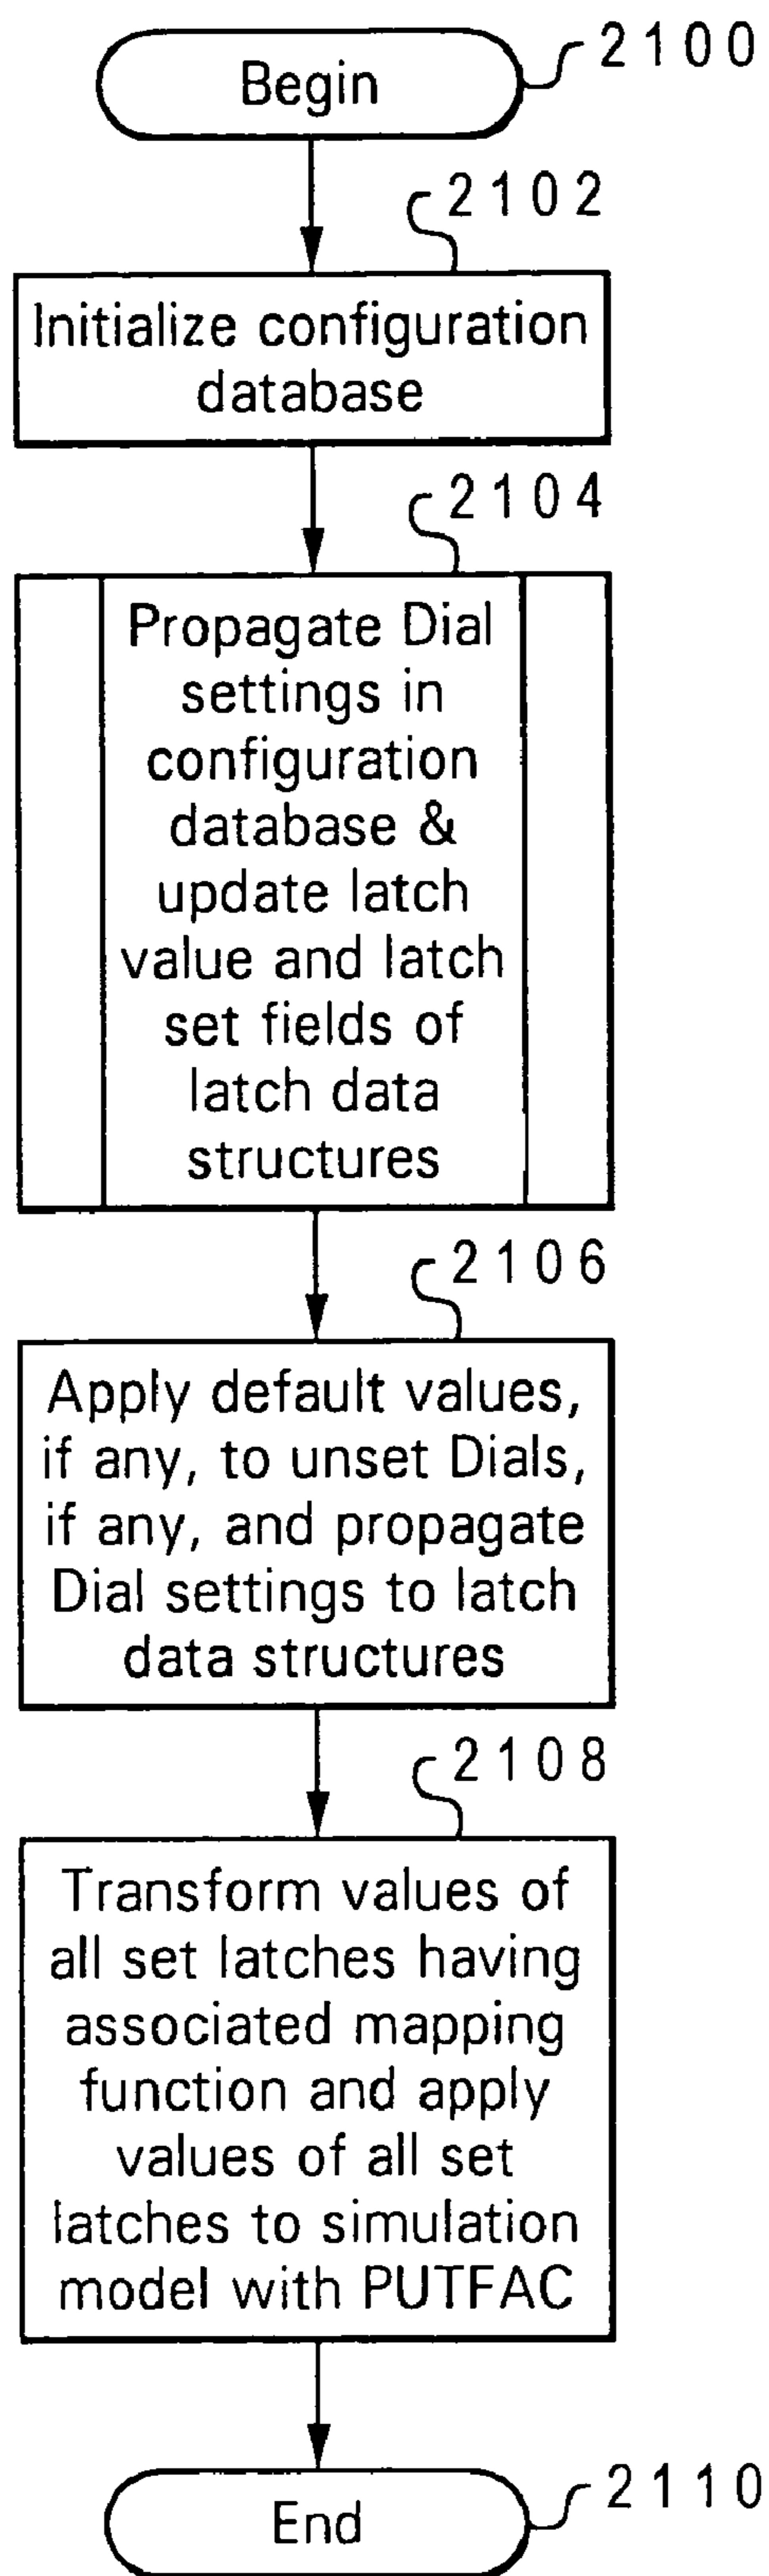 Begin
2100
2102
Initialize configuration
database
2104
Propagate Dial
settings in
configuration
database &
update latch
value and latch
set fields of
latch data
structures
2106
Apply default values,
if any, to unset Dials,
if any, and propagate
Dial settings to latch
data structures
2108
Transform values of
all set latches having
associated mapping
function and apply
values of all set
latches to simulation
model with PUTFAC
End
2110